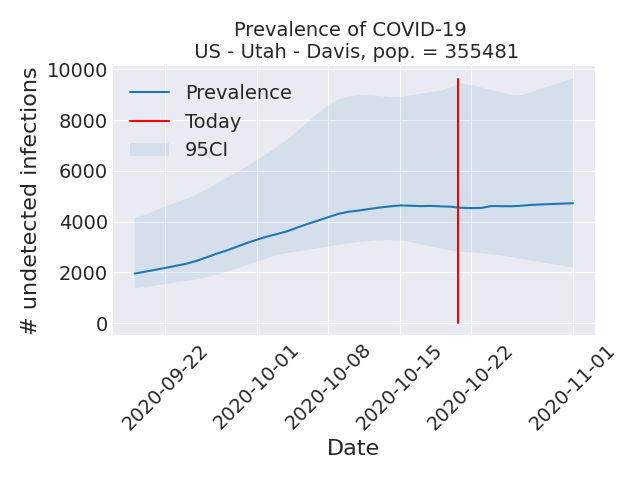 Prevalence of COVID-19
US - Utah - Davis, pop. = 355481
# undetected infections
10000
8000
6000
4000
2000
0
Prevalence
Today
95CI
2020-09-22
2020-10-01
2020-10-08
2020-10-15
2020-10-22
2020-11-01
Date